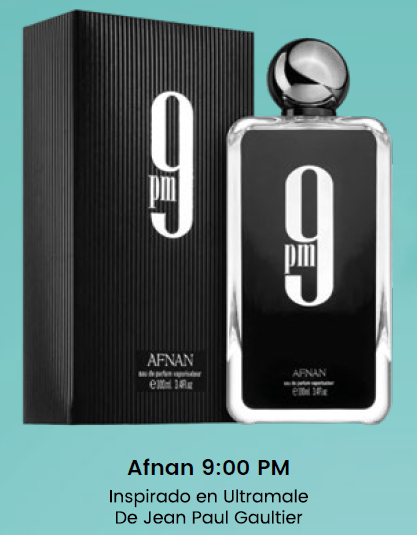 9
pm
AFNAN
eau de parfum vaporisateur
℮100ml 3.4Fl.oz
9
pm
AFNAN
eau de parfum vaporisateur
℮100ml 3.4Fl.oz
Afnan 9:00 PM
Inspirado en Ultramale
De Jean Paul Gaultier